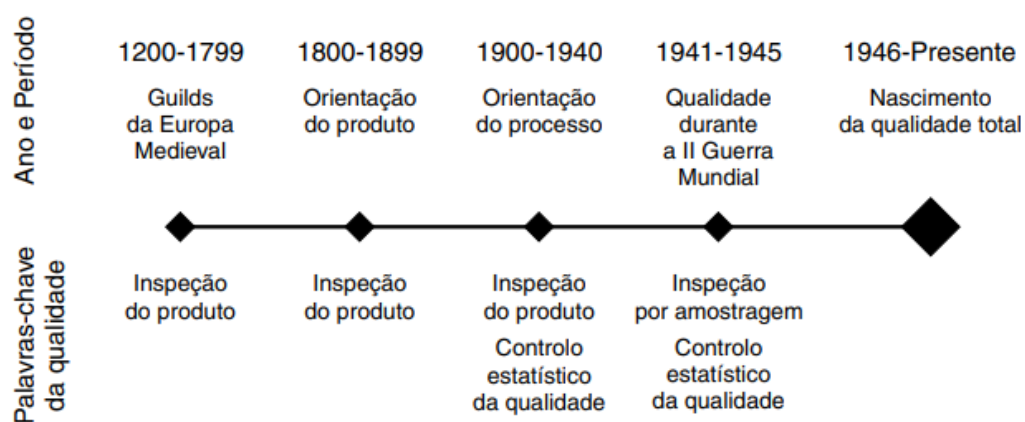 Ano e Período
1200-1799
Guilds
da Europa
Medieval
1800-1899
Orientação
do produto
1900-1940
Orientação
do processo
1941-1945
Qualidade
durante
a II Guerra
Mundial
1946-Presente
Nascimento
da qualidade total
Palavras-chave
da qualidade
Inspeção
do produto
Inspeção
do produto
Inspeção
do produto
Controlo
estatístico
da qualidade
Inspeção
por amostragem
Controlo
estatístico
da qualidade